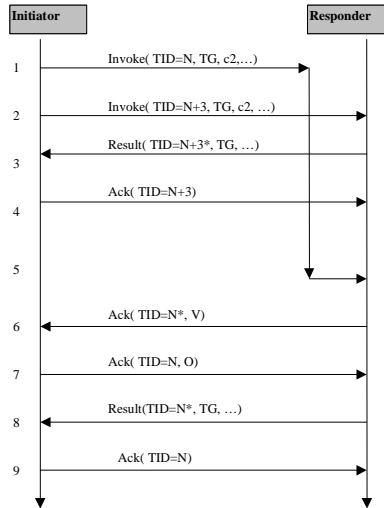 Initiator Responder
1 Invoke( TID=N, TG, c2,…)
2 Invoke( TID=N+3, TG, c2, …)
3 Result( TID=N+3*, TG, …)
4 Ack( TID=N+3)
5
6 Ack( TID=N*, V)
7 Ack( TID=N, O)
8 Result(TID=N*, TG, …)
9 Ack( TID=N)